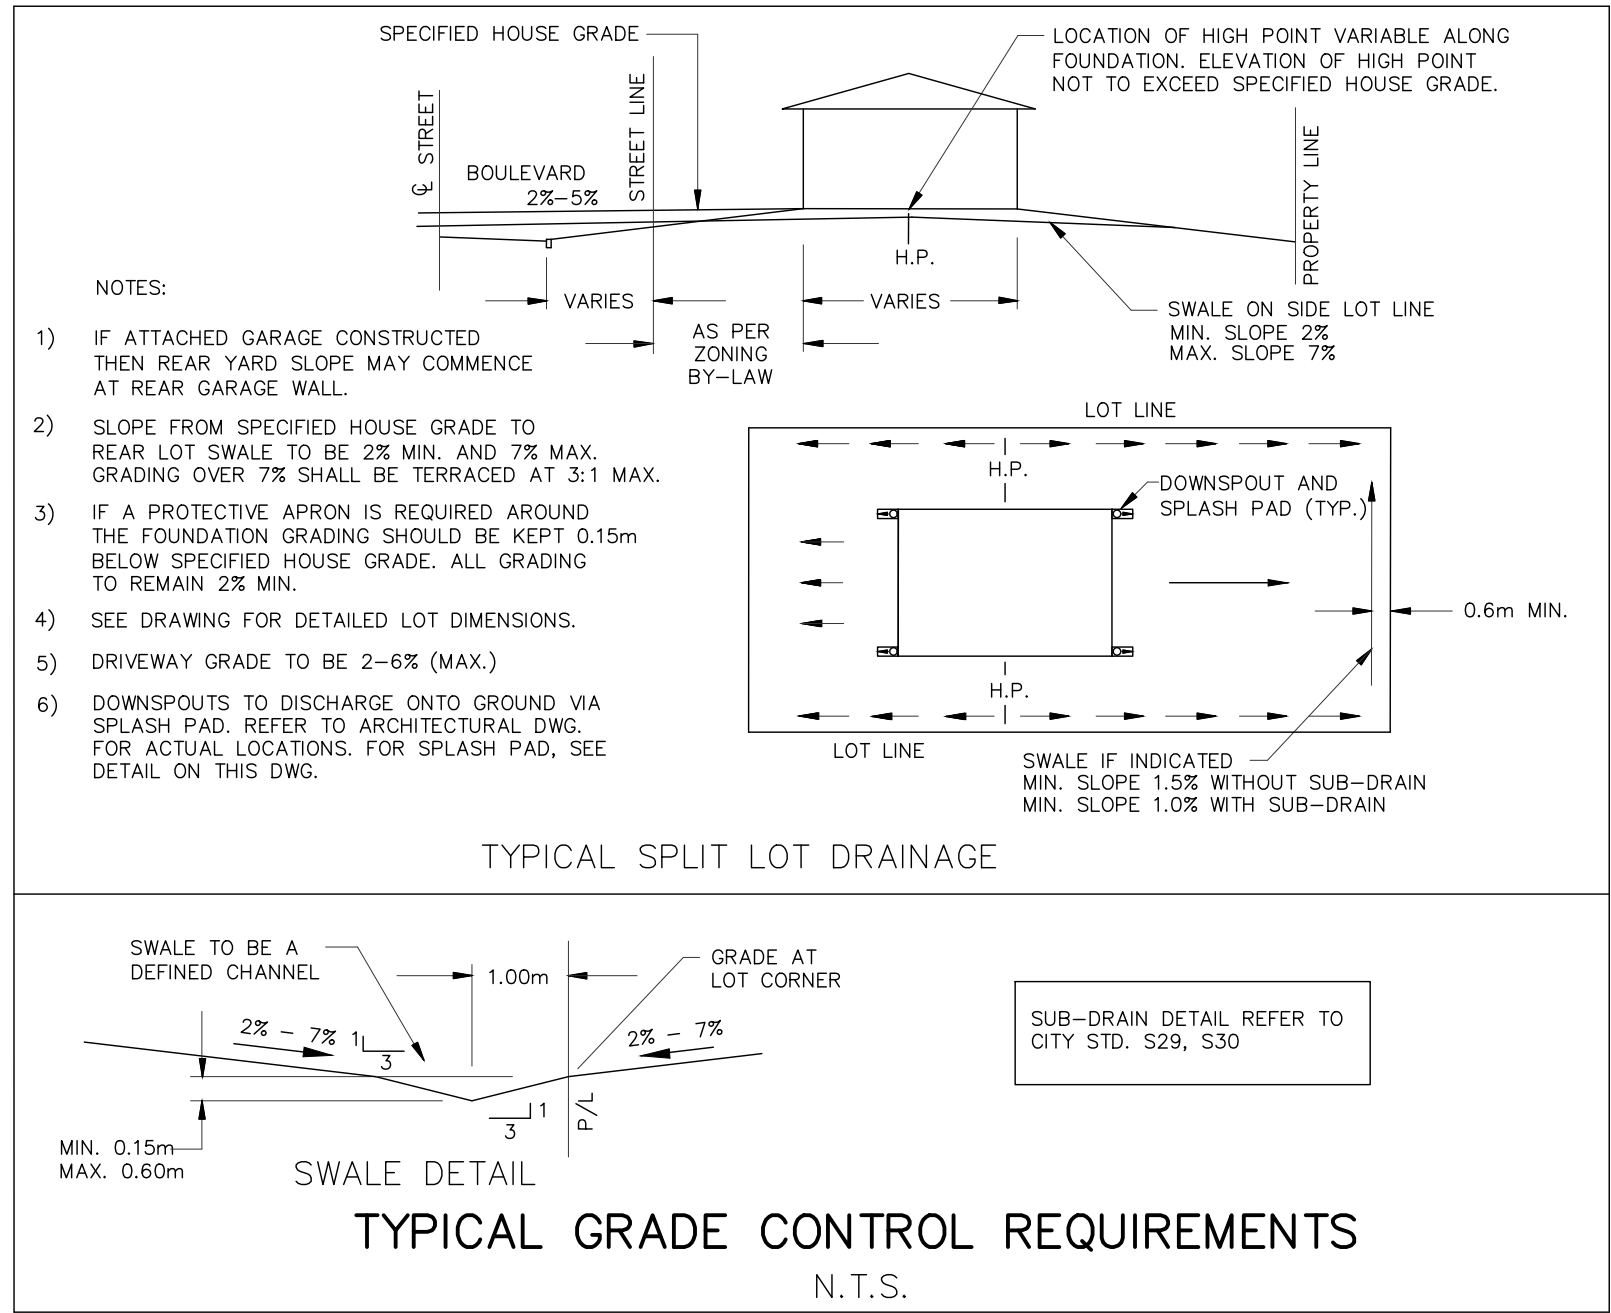 SPECIFIED HOUSE GRADE
LOCATION OF HIGH POINT VARIABLE ALONG
FOUNDATION. ELEVATION OF HIGH POINT
NOT TO EXCEED SPECIFIED HOUSE GRADE.
℄ STREET
STREET LINE
PROPERTY LINE
BOULEVARD
2%-5%
H.P.
VARIES
VARIES
AS PER
ZONING
BY-LAW
SWALE ON SIDE LOT LINE
MIN. SLOPE 2%
MAX. SLOPE 7%
NOTES:
1) IF ATTACHED GARAGE CONSTRUCTED
THEN REAR YARD SLOPE MAY COMMENCE
AT REAR GARAGE WALL.
2) SLOPE FROM SPECIFIED HOUSE GRADE TO
REAR LOT SWALE TO BE 2% MIN. AND 7% MAX.
GRADING OVER 7% SHALL BE TERRACED AT 3:1 MAX.
3) IF A PROTECTIVE APRON IS REQUIRED AROUND
THE FOUNDATION GRADING SHOULD BE KEPT 0.15m
BELOW SPECIFIED HOUSE GRADE. ALL GRADING
TO REMAIN 2% MIN.
4) SEE DRAWING FOR DETAILED LOT DIMENSIONS.
5) DRIVEWAY GRADE TO BE 2-6% (MAX.)
6) DOWNSPOUTS TO DISCHARGE ONTO GROUND VIA
SPLASH PAD. REFER TO ARCHITECTURAL DWG.
FOR ACTUAL LOCATIONS. FOR SPLASH PAD, SEE
DETAIL ON THIS DWG.
LOT LINE
H.P.
DOWNSPOUT AND
SPLASH PAD (TYP.)
0.6m MIN.
H.P.
LOT LINE
SWALE IF INDICATED
MIN. SLOPE 1.5% WITHOUT SUB-DRAIN
MIN. SLOPE 1.0% WITH SUB-DRAIN
TYPICAL SPLIT LOT DRAINAGE
SWALE TO BE A
DEFINED CHANNEL
1.00m
GRADE AT
LOT CORNER
2% - 7%
1
3
2% - 7%
1
3
P/L
MIN. 0.15m
MAX. 0.60m
SWALE DETAIL
SUB-DRAIN DETAIL REFER TO
CITY STD. S29, S30
TYPICAL GRADE CONTROL REQUIREMENTS
N.T.S.